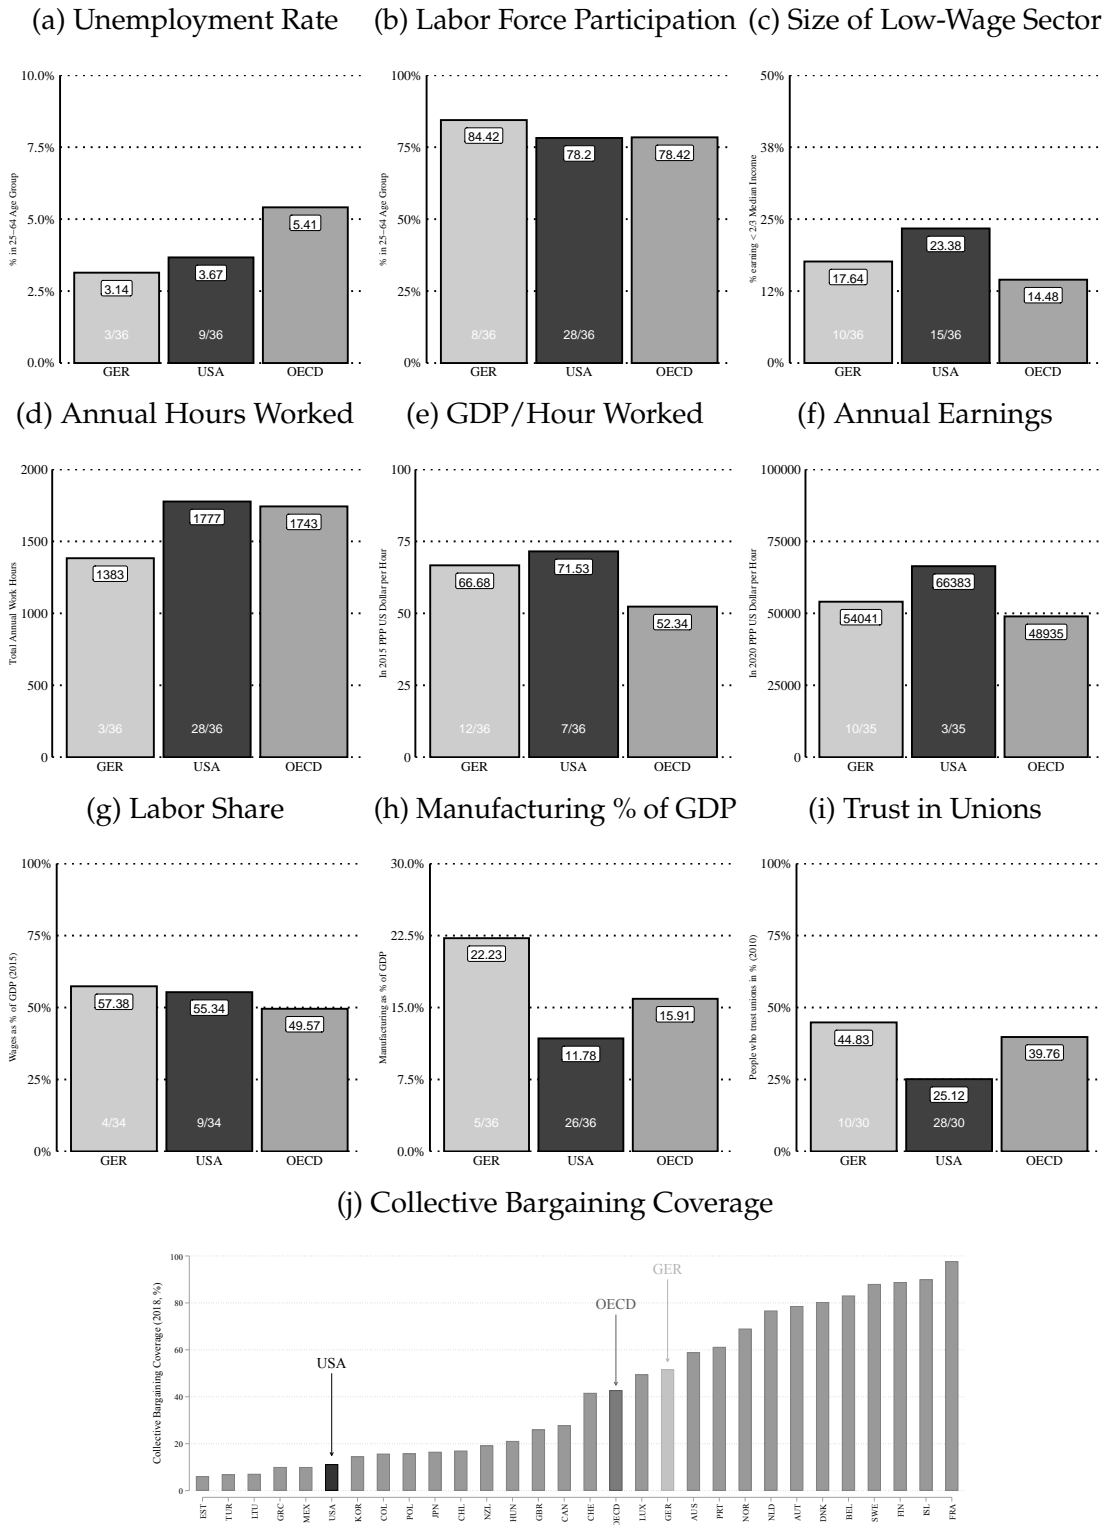 (a) Unemployment Rate
(b) Labor Force Participation
(c) Size of Low-Wage Sector
% in 25−64 Age Group
10.0%
7.5%
5.0%
2.5%
0.0%
3.14
3.67
5.41
3/36
9/36
GER
USA
OECD
% in 25−64 Age Group
100%
75%
50%
25%
0%
84.42
78.2
78.42
8/36
28/36
GER
USA
OECD
% earning < 2/3 Median Income
50%
38%
25%
12%
0%
17.64
23.38
14.48
10/36
15/36
GER
USA
OECD
(d) Annual Hours Worked
(e) GDP/Hour Worked
(f) Annual Earnings
Total Annual Work Hours
2000
1500
1000
500
0
1383
1777
1743
3/36
28/36
GER
USA
OECD
In 2015 PPP US Dollar per Hour
100
75
50
25
0
66.68
71.53
52.34
12/36
7/36
GER
USA
OECD
In 2020 PPP US Dollar per Hour
100000
75000
50000
25000
0
54041
66383
48935
10/35
3/35
GER
USA
OECD
(g) Labor Share
(h) Manufacturing % of GDP
(i) Trust in Unions
Wages as % of GDP (2015)
100%
75%
50%
25%
0%
57.38
55.34
49.57
4/34
9/34
GER
USA
OECD
Manufacturing as % of GDP
30.0%
22.5%
15.0%
7.5%
0.0%
22.23
11.78
15.91
5/36
26/36
GER
USA
OECD
People who trust unions in % (2010)
100%
75%
50%
25%
0%
44.83
25.12
39.76
10/30
28/30
GER
USA
OECD
(j) Collective Bargaining Coverage
Collective Bargaining Coverage (2018, %)
100
80
60
40
20
0
USA
OECD
GER
EST
TUR
LTU
GRC
MEX
USA
KOR
COL
POL
JPN
CHL
NZL
HUN
GBR
CAN
CHE
OECD
LUX
GER
AUS
PRT
NOR
NLD
AUT
DNK
BEL
SWE
FIN
ISL
FRA